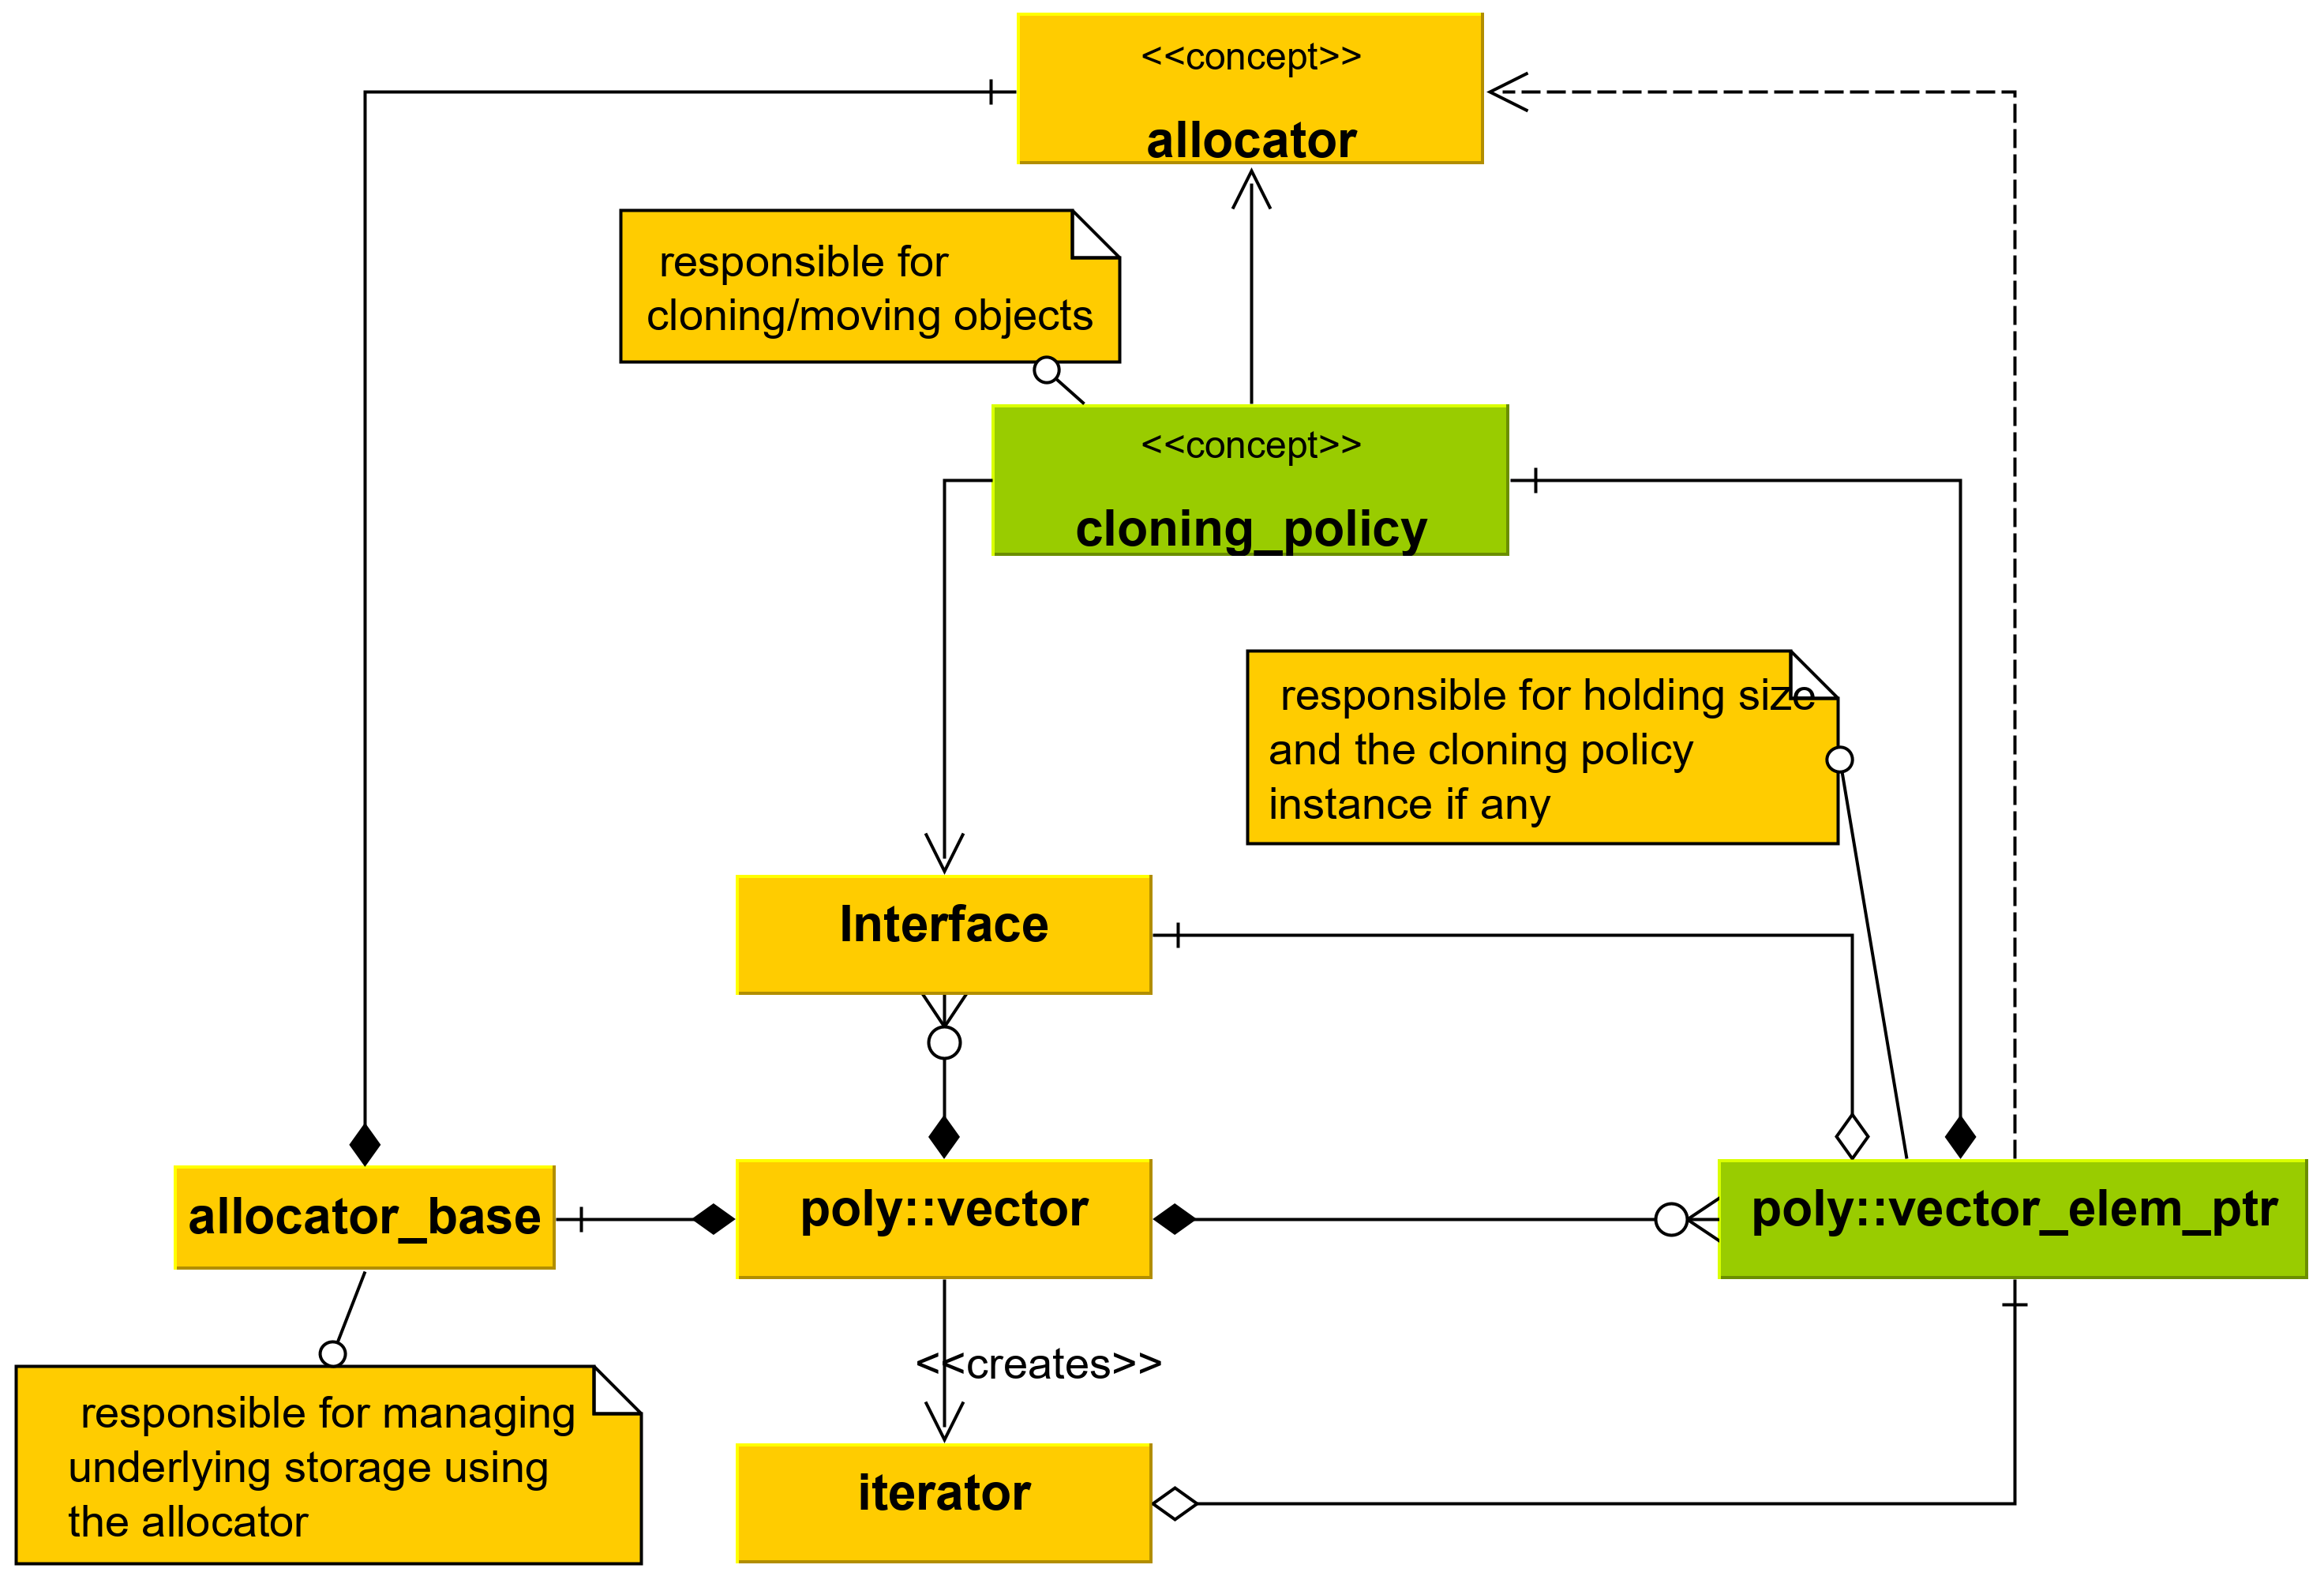 <<concept>>
allocator
responsible for
cloning/moving objects
<<concept>>
cloning_policy
responsible for holding size
and the cloning policy
instance if any
Interface
allocator_base
poly::vector
poly::vector_elem_ptr
<<creates>>
responsible for managing
underlying storage using
the allocator
iterator